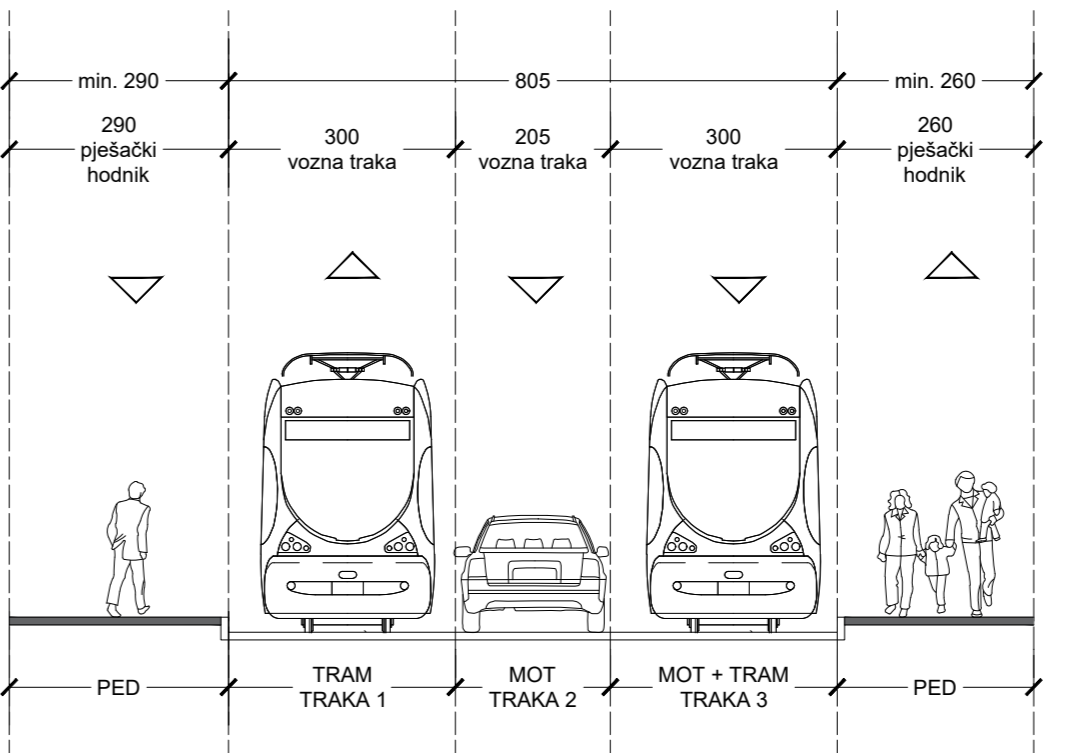 min. 290
805
min. 260
290
pješački
hodnik
300
vozna traka
205
vozna traka
300
vozna traka
260
pješački
hodnik
PED
TRAM
TRAKA 1
MOT
TRAKA 2
MOT + TRAM
TRAKA 3
PED